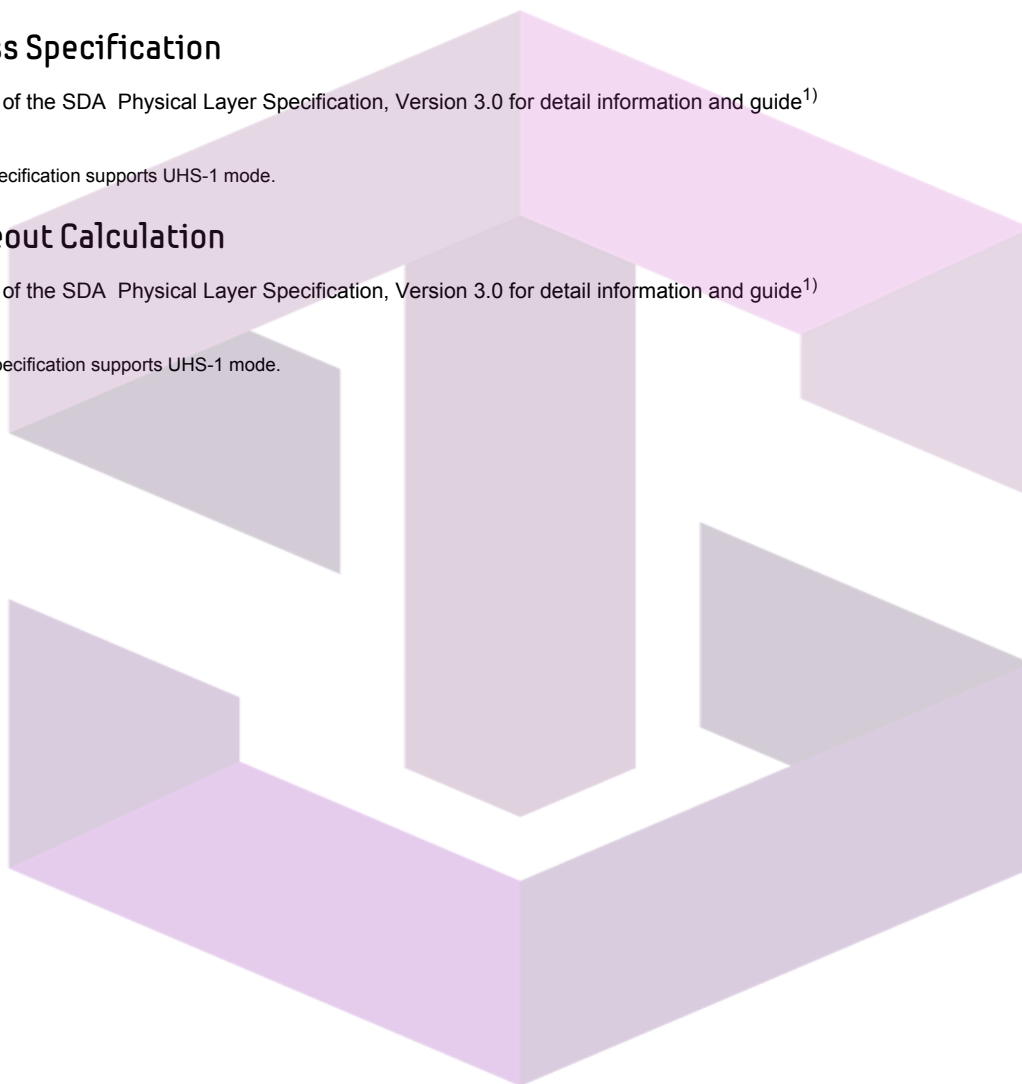 ss Specification
of the SDA Physical Layer Specification, Version 3.0 for detail information and guide1)
ecification supports UHS-1 mode.
eout Calculation
of the SDA Physical Layer Specification, Version 3.0 for detail information and guide1)
pecification supports UHS-1 mode.